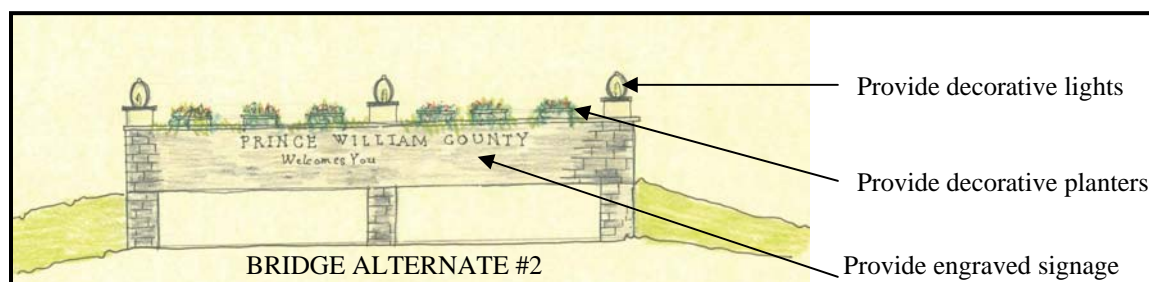 Provide decorative lights
PRINCE WILLIAM COUNTY
Welcomes You
Provide decorative planters
Provide engraved signage
BRIDGE ALTERNATE #2